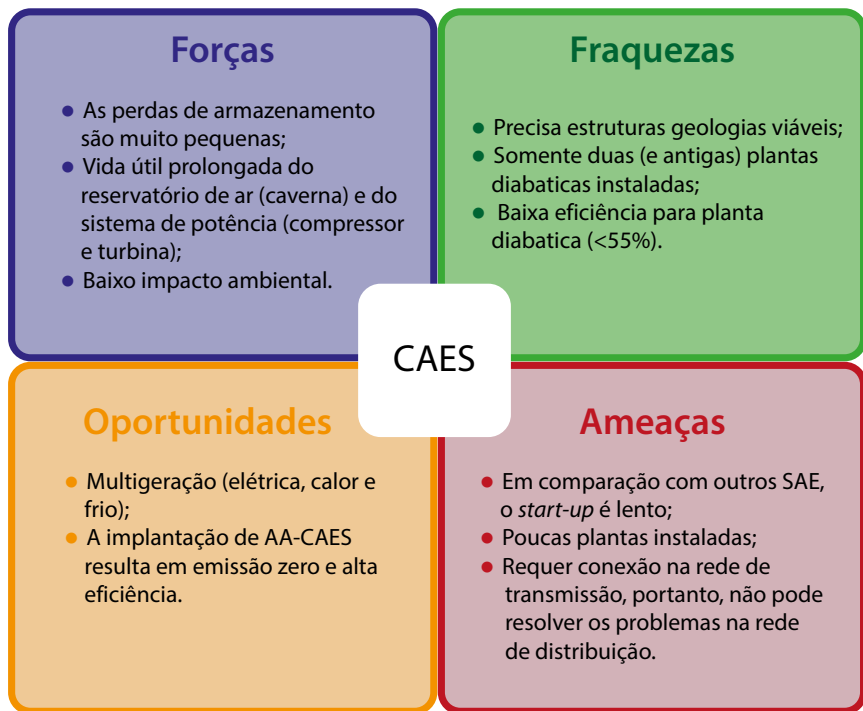 Forças
● As perdas de armazenamento
são muito pequenas;
● Vida útil prolongada do
reservatório de ar (caverna) e do
sistema de potência (compressor
e turbina);
● Baixo impacto ambiental.
Fraquezas
● Precisa estruturas geologias viáveis;
● Somente duas (e antigas) plantas
diabaticas instaladas;
● Baixa eficiência para planta
diabatica (<55%).
CAES
Oportunidades
● Multigeração (elétrica, calor e
frio);
● A implantação de AA-CAES
resulta em emissão zero e alta
eficiência.
Ameaças
● Em comparação com outros SAE,
o start-up é lento;
● Poucas plantas instaladas;
● Requer conexão na rede de
transmissão, portanto, não pode
resolver os problemas na rede
de distribuição.